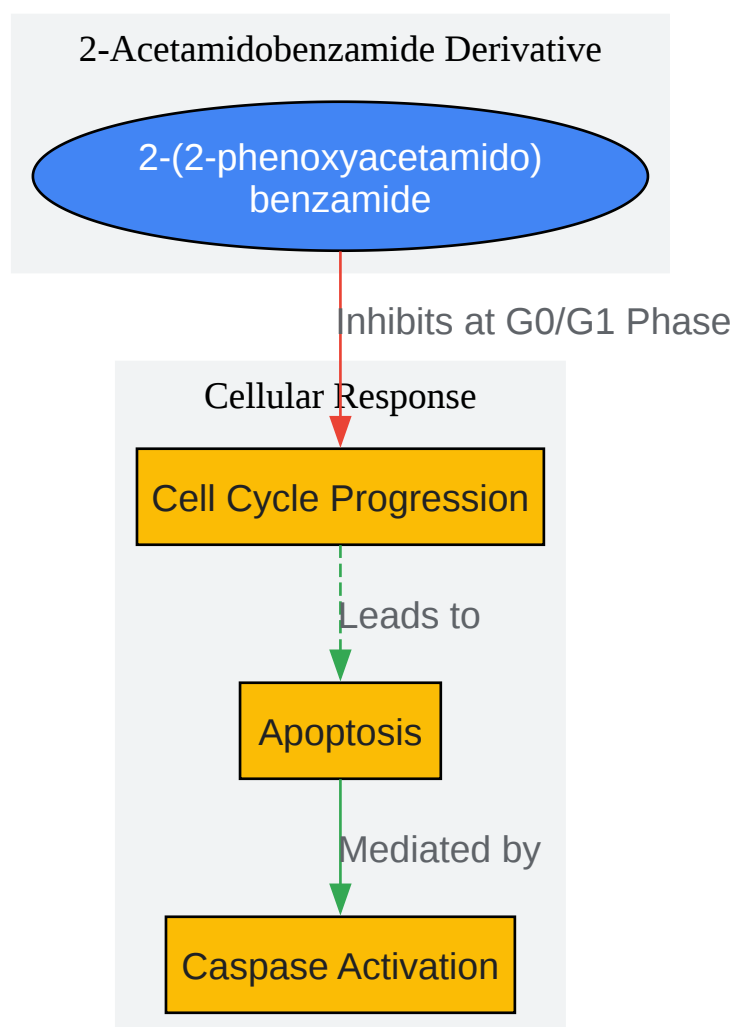 2-Acetamidobenzamide Derivative
2-(2-phenoxyacetamido)
benzamide
Inhibits at G0/G1 Phase
Cellular Response
Cell Cycle Progression
Leads to
Apoptosis
Mediated by
Caspase Activation